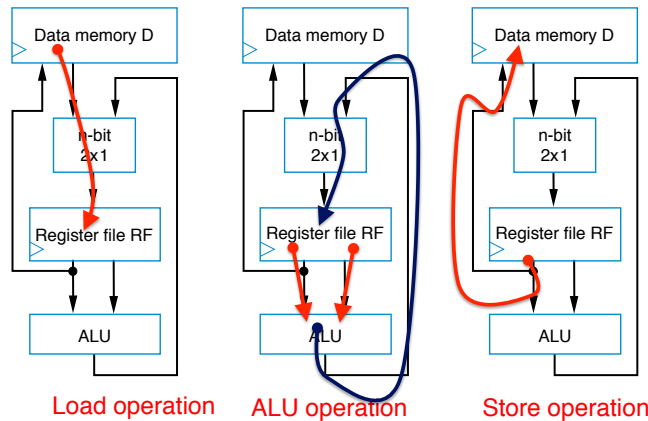 Data memory D
n-bit
2x1
Register file RF
ALU
Load operation
Data memory D
n-bit
2x1
Register file RF
ALU
ALU operation
Data memory D
n-bit
2x1
Register file RF
ALU
Store operation